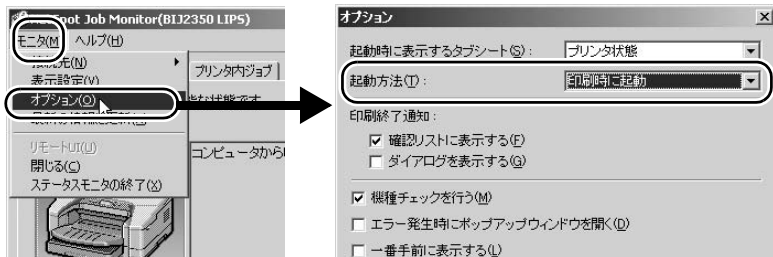 spot Job Monitor(BIJ2350 LIPS)
モニタ(M) ヘルプ(H)
接続先(N)
表示設定(V)
オプション(O)
リモートUI(U)
閉じる(C)
ステータスモニタの終了(X)
プリンタ内ジョブ
コンピュータから
オプション
起動時に表示するタブシート(S): プリンタ状態
起動方法(T): 印刷時に起動
印刷終了通知:
確認リストに表示する(F)
ダイアログを表示する(G)
機種チェックを行う(M)
エラー発生時にポップアップウィンドウを開く(D)
一番手前に表示する(L)